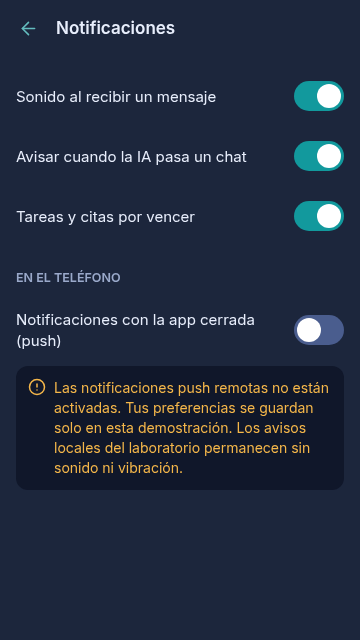 Notificaciones
Sonido al recibir un mensaje
Avisar cuando la IA pasa un chat
Tareas y citas por vencer
EN EL TELÉFONO
Notificaciones con la app cerrada
(push)
Las notificaciones push remotas no están
activadas. Tus preferencias se guardan
solo en esta demostración. Los avisos
locales del laboratorio permanecen sin
sonido ni vibración.